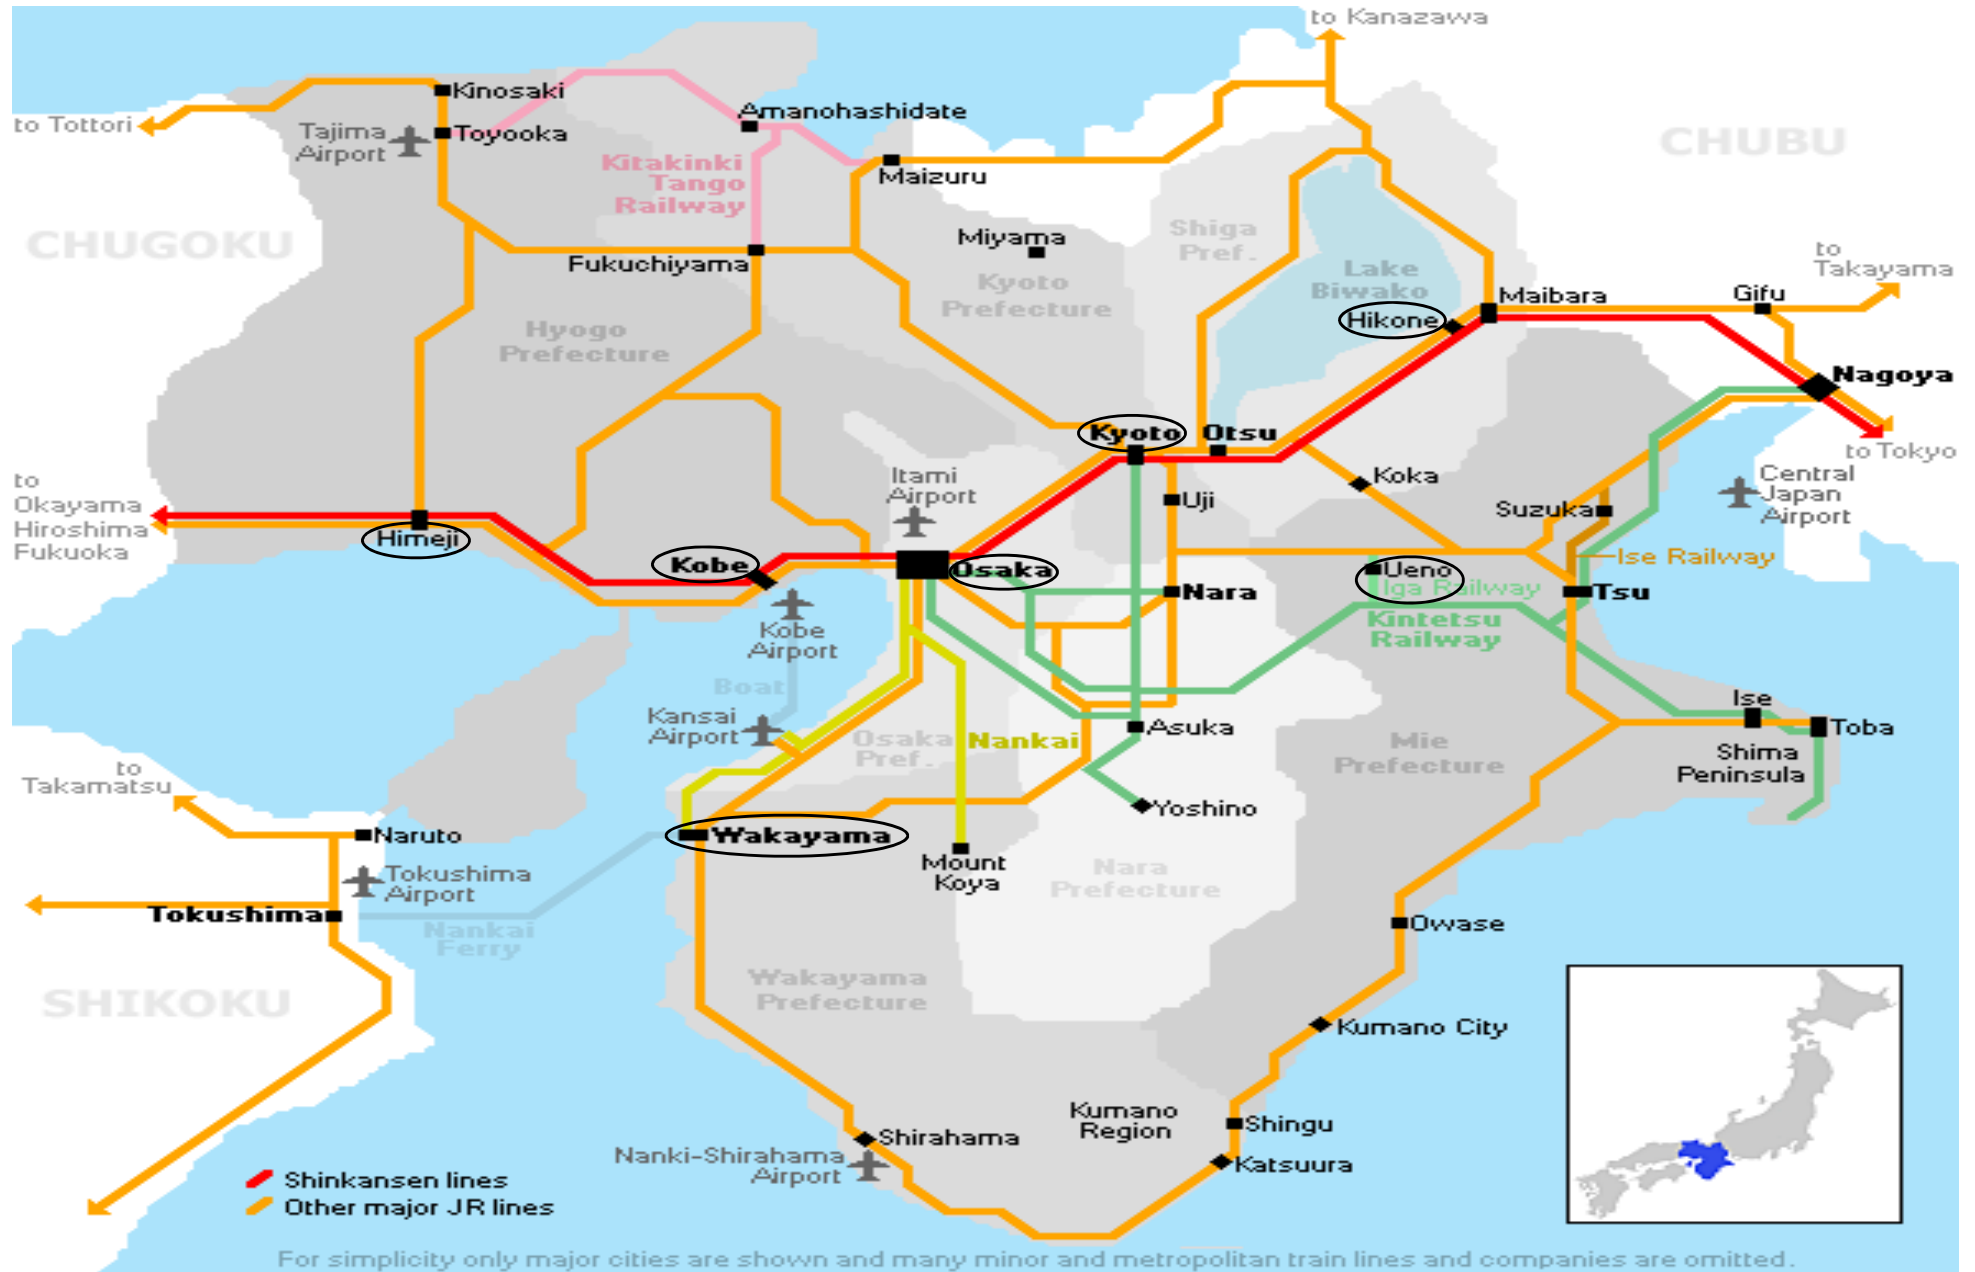 to Kanazawa
Kinosaki
to Tottori
Tajima
Airport
Toyooka
Amanohashidate
CHUBU
Kitakinki
Tango
Railway
Maizuru
CHUGOKU
Miyama
Shiga
Pref.
Fukuchiyama
Kyoto
Prefecture
Lake
Biwako
to
Takayama
Maibara
Gifu
Hikone
Hyogo
Prefecture
Nagoya
Kyoto
Otsu
to Tokyo
Itami
Airport
Koka
Central
Japan
Airport
to
Okayama
Hiroshima
Fukuoka
Uji
Suzuka
Himeji
Kobe
Osaka
Ueno
Ise Railway
Iga Railway
Nara
Tsu
Kintetsu
Railway
Kobe
Airport
Boat
Kansai
Airport
Osaka
Pref.
Nankai
Asuka
Mie
Prefecture
Ise
Toba
Shima
Peninsula
to
Takamatsu
Yoshino
Naruto
Wakayama
Mount
Koya
Nara
Prefecture
Tokushima
Airport
Tokushima
Nankai
Ferry
Owase
Wakayama
Prefecture
SHIKOKU
Kumano City
Kumano
Region
Shingu
Shirahama
Nanki-Shirahama
Airport
Katsuura
Shinkansen lines
Other major JR lines
For simplicity only major cities are shown and many minor and metropolitan train lines and companies are omitted.